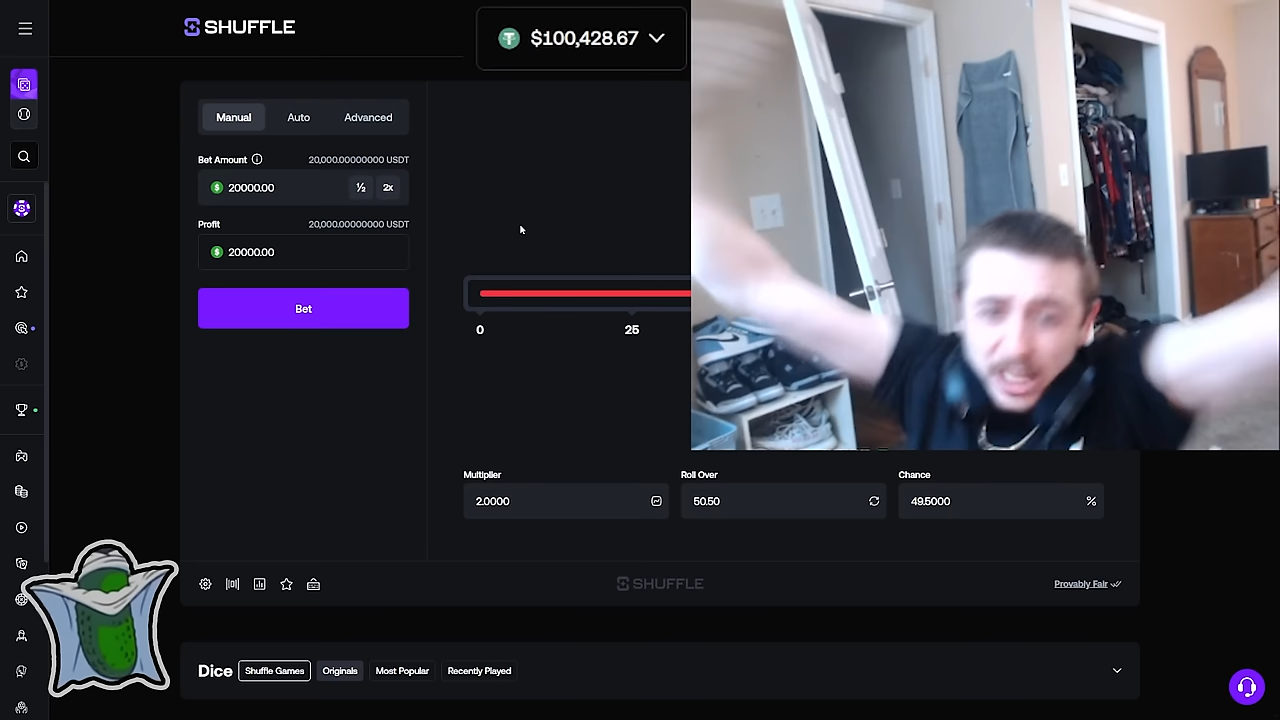 SHUFFLE
$100,428.67
Manual Auto Advanced
Bet Amount 20,000.00000000 USDT
20000.00 ½ 2x
Profit 20,000.00000000 USDT
20000.00
Bet
0 25
Multiplier Roll Over Chance
2.0000 50.50 49.5000 %
SHUFFLE Provably Fair
Dice Shuffle Games Originals Most Popular Recently Played